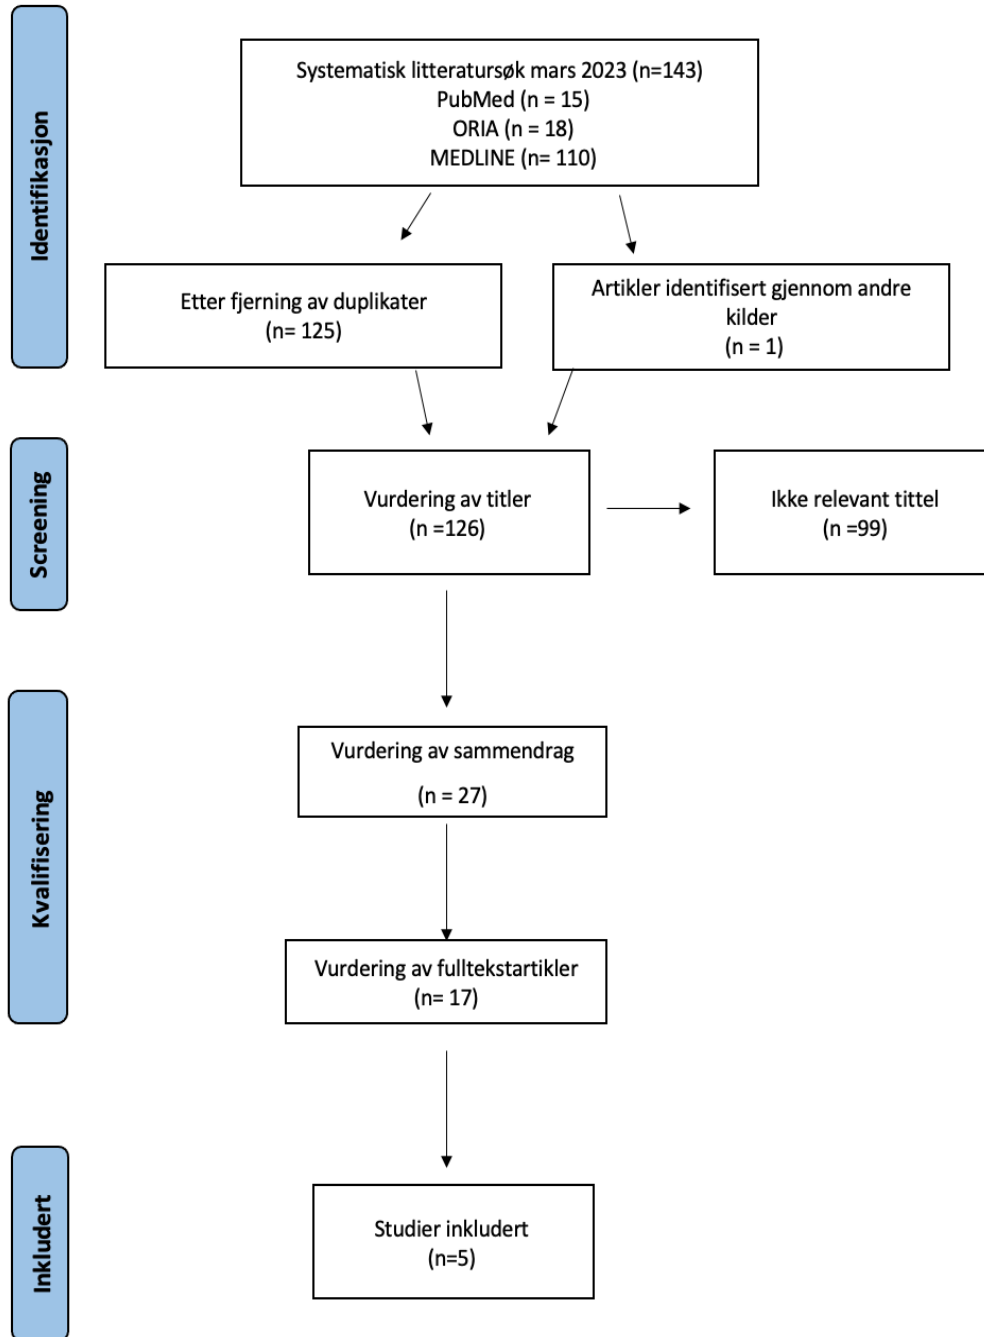 Identifikasjon
Systematisk litteratursøk mars 2023 (n=143)
PubMed (n = 15)
ORIA (n = 18)
MEDLINE (n= 110)
Etter fjerning av duplikater
(n= 125)
Artikler identifisert gjennom andre
kilder
(n = 1)
Screening
Vurdering av titler
(n =126)
Ikke relevant tittel
(n =99)
Kvalifisering
Vurdering av sammendrag
(n = 27)
Vurdering av fulltekstartikler
(n= 17)
Inkludert
Studier inkludert
(n=5)